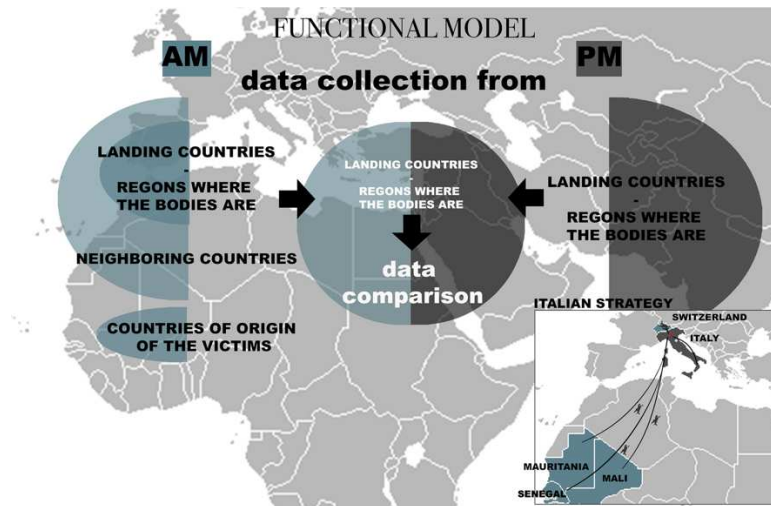 FUNCTIONAL MODEL
AM
PM
data collection from
LANDING COUNTRIES
-
REGONS WHERE
THE BODIES ARE
NEIGHBORING COUNTRIES
COUNTRIES OF ORIGIN
OF THE VICTIMS
LANDING COUNTRIES
-
REGONS WHERE
THE BODIES ARE
data
comparison
LANDING COUNTRIES
-
REGONS WHERE
THE BODIES ARE
ITALIAN STRATEGY
SWITZERLAND
ITALY
MAURITANIA
MALI
SENEGAL